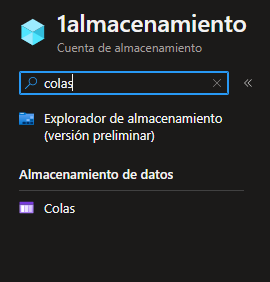 1almacenamiento
Cuenta de almacenamiento
colas
Explorador de almacenamiento
(versión preliminar)
Almacenamiento de datos
Colas